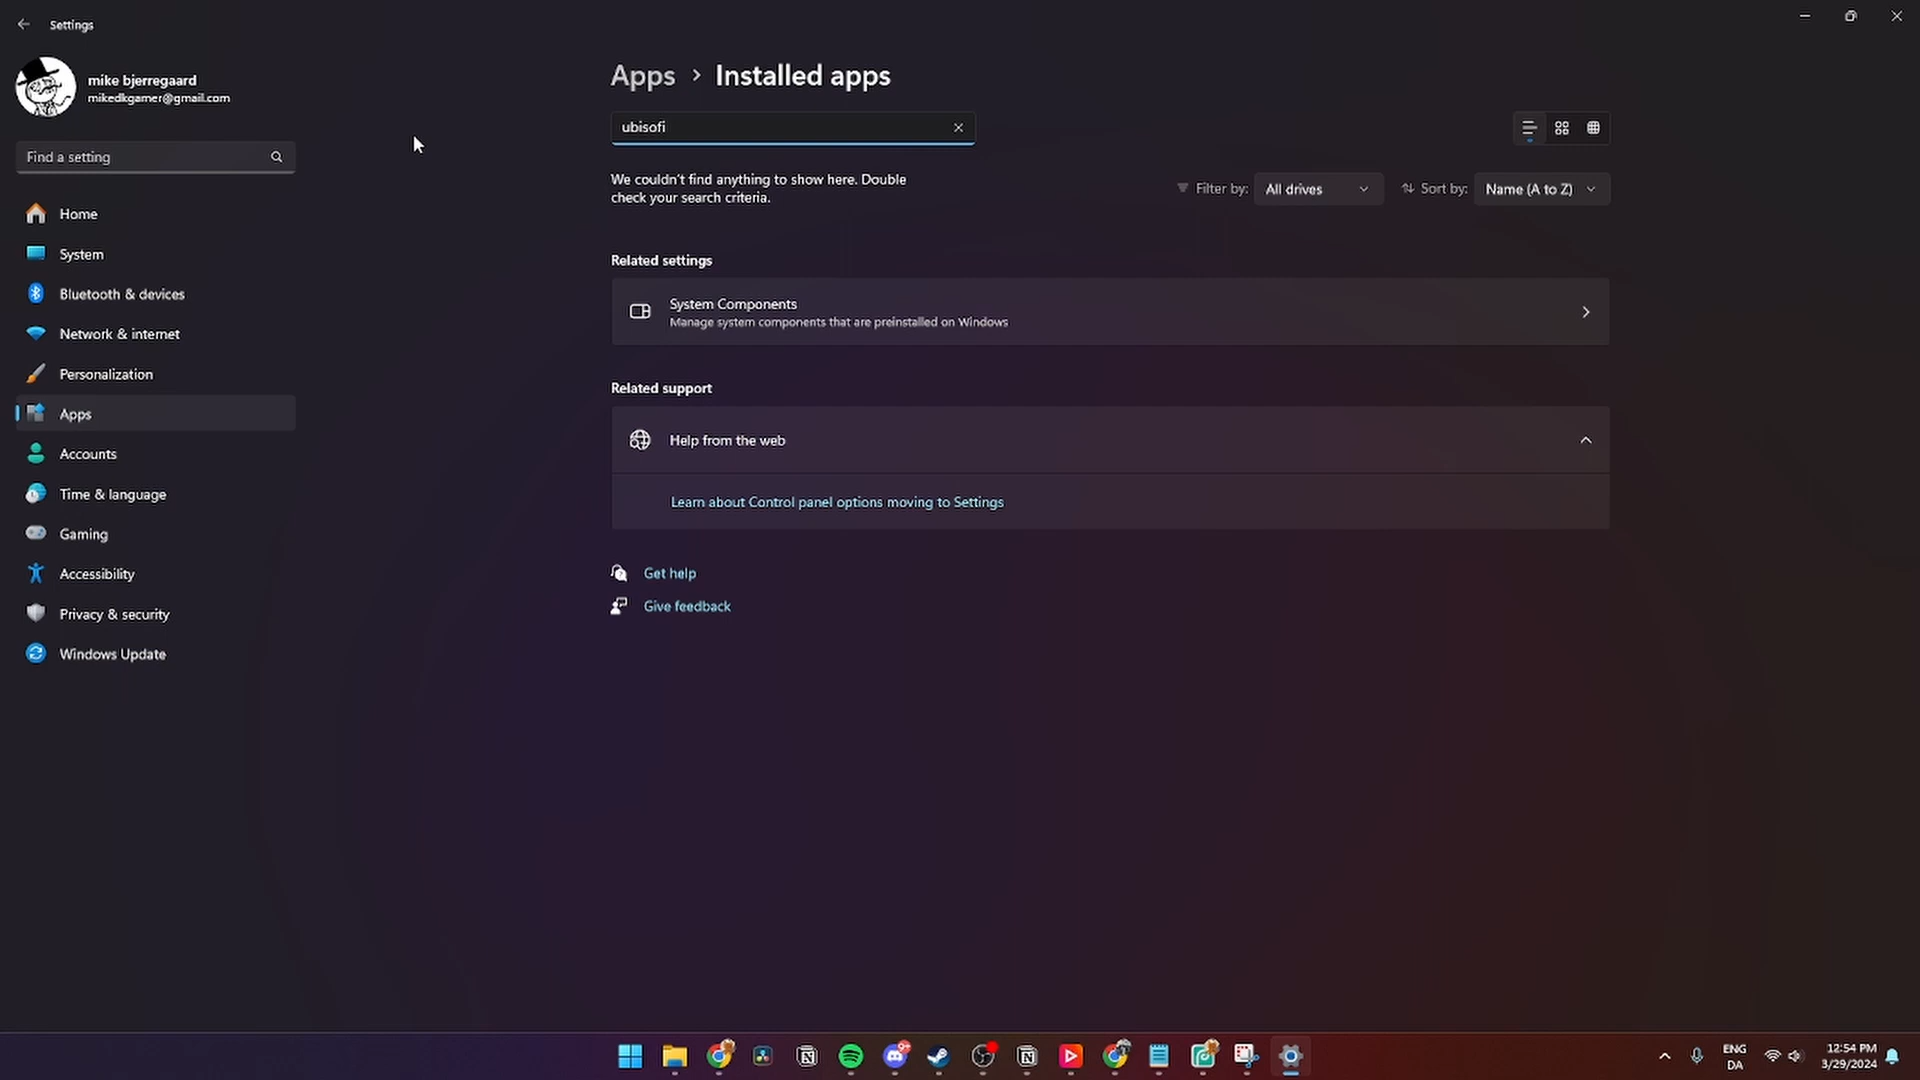 Settings
mike bjerregaard
mikedkgamer@gmail.com
Find a setting
Home
System
Bluetooth & devices
Network & internet
Personalization
Apps
Accounts
Time & language
Gaming
Accessibility
Privacy & security
Windows Update
Apps > Installed apps
ubisofi
We couldn't find anything to show here. Double
check your search criteria.
Filter by: All drives
Sort by: Name (A to Z)
Related settings
System Components
Manage system components that are preinstalled on Windows
Related support
Help from the web
Learn about Control panel options moving to Settings
Get help
Give feedback
9+
ENG
DA
12:54 PM
3/29/2024